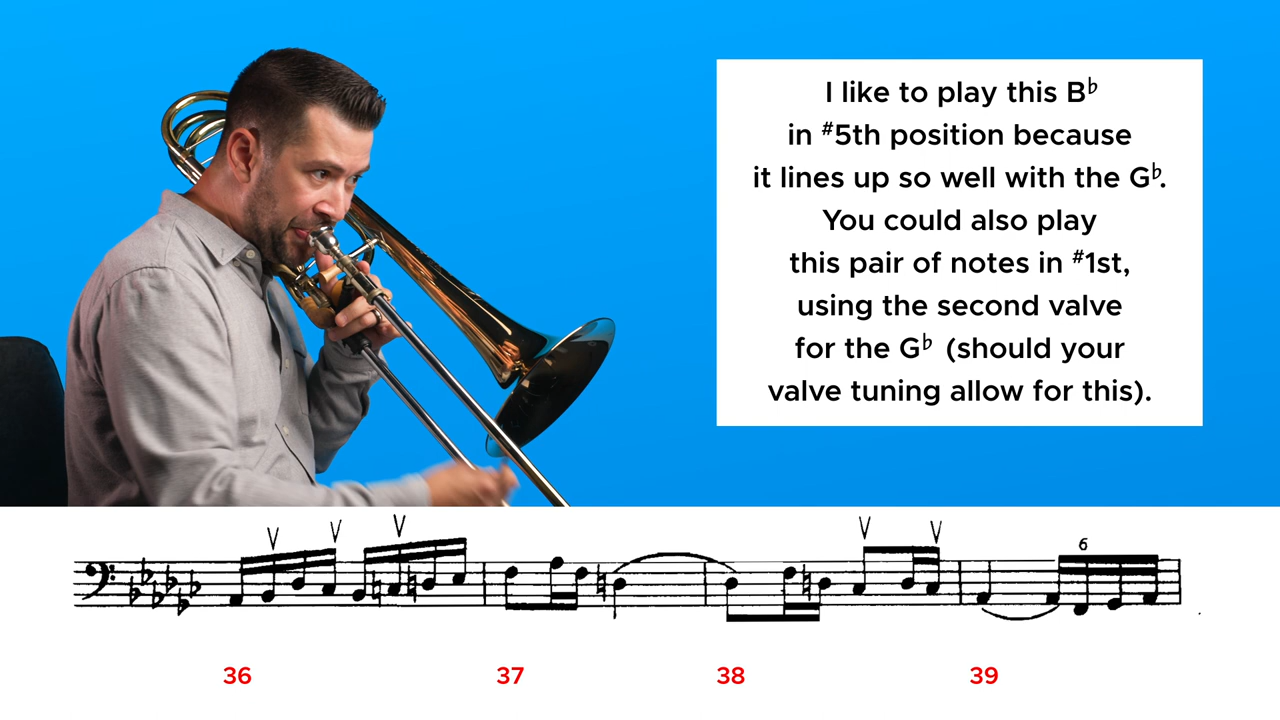 I like to play this B♭
in #5th position because
it lines up so well with the G♭.
You could also play
this pair of notes in #1st,
using the second valve
for the G♭ (should your
valve tuning allow for this).
6
36 37 38 39